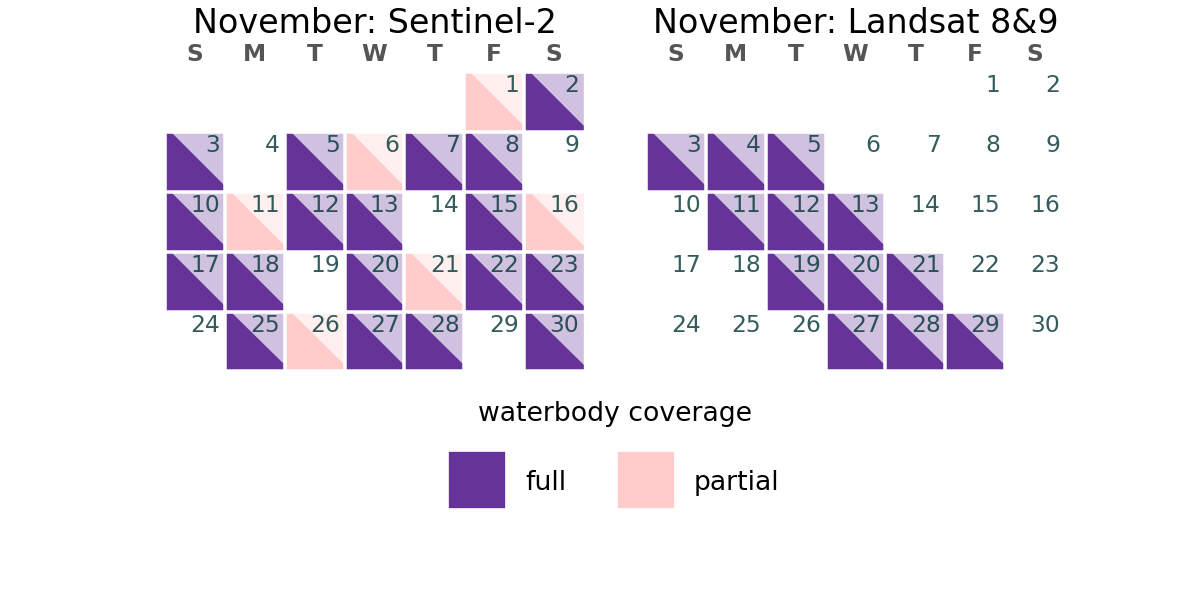 November: Sentinel-2
S M T W T F S
1 2
3 4 5 6 7 8 9
10 11 12 13 14 15 16
17 18 19 20 21 22 23
24 25 26 27 28 29 30
November: Landsat 8&9
S M T W T F S
1 2
3 4 5 6 7 8 9
10 11 12 13 14 15 16
17 18 19 20 21 22 23
24 25 26 27 28 29 30
waterbody coverage
full partial